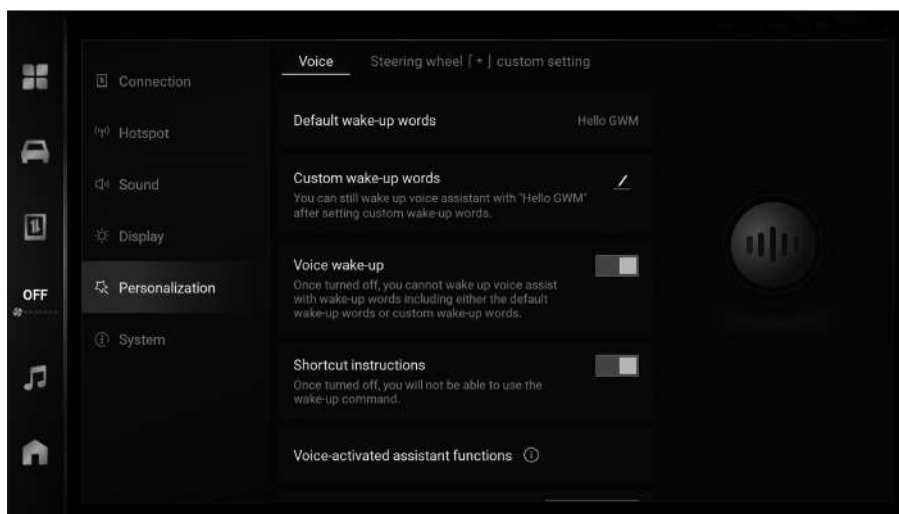 Voice
Steering wheel [ * ] custom setting
Connection
Hotspot
Sound
Display
Personalization
System
OFF
Default wake-up words
Hello GWM
Custom wake-up words
You can still wake up voice assistant with "Hello GWM"
after setting custom wake-up words.
Voice wake-up
Once turned off, you cannot wake up voice assist
with wake-up words including either the default
wake-up words or custom wake-up words.
Shortcut instructions
Once turned off, you will not be able to use the
wake-up command.
Voice-activated assistant functions